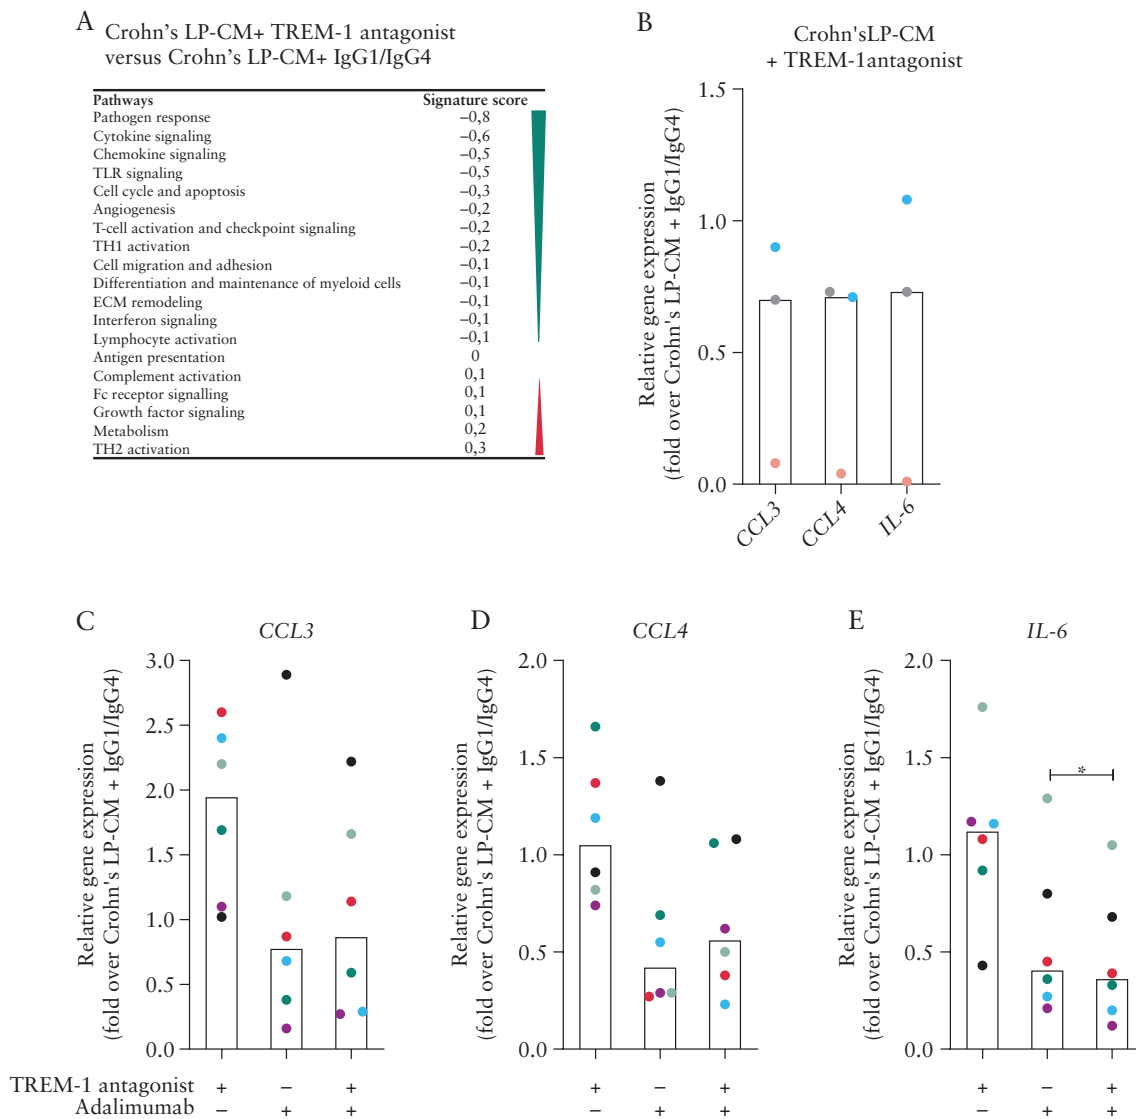 A
Crohn's LP-CM+ TREM-1 antagonist
versus Crohn's LP-CM+ IgG1/IgG4
Pathways Signature score
Pathogen response –0,8
Cytokine signaling –0,6
Chemokine signaling –0,5
TLR signaling –0,5
Cell cycle and apoptosis –0,3
Angiogenesis –0,2
T-cell activation and checkpoint signaling –0,2
TH1 activation –0,2
Cell migration and adhesion –0,1
Differentiation and maintenance of myeloid cells –0,1
ECM remodeling –0,1
Interferon signaling –0,1
Lymphocyte activation –0,1
Antigen presentation 0
Complement activation 0,1
Fc receptor signalling 0,1
Growth factor signaling 0,1
Metabolism 0,2
TH2 activation 0,3
B
Crohn'sLP-CM
+ TREM-1antagonist
Relative gene expression
(fold over Crohn's LP-CM + IgG1/IgG4)
1.5
1.0
0.5
0.0
CCL3
CCL4
IL-6
C
CCL3
Relative gene expression
(fold over Crohn's LP-CM + IgG1/IgG4)
3.0
2.5
2.0
1.5
1.0
0.5
0.0
D
CCL4
Relative gene expression
(fold over Crohn's LP-CM + IgG1/IgG4)
2.0
1.5
1.0
0.5
0.0
E
IL-6
Relative gene expression
(fold over Crohn's LP-CM + IgG1/IgG4)
2.0
1.5
1.0
0.5
0.0
*
TREM-1 antagonist + – + + – + + – +
Adalimumab – + + – + + – + +